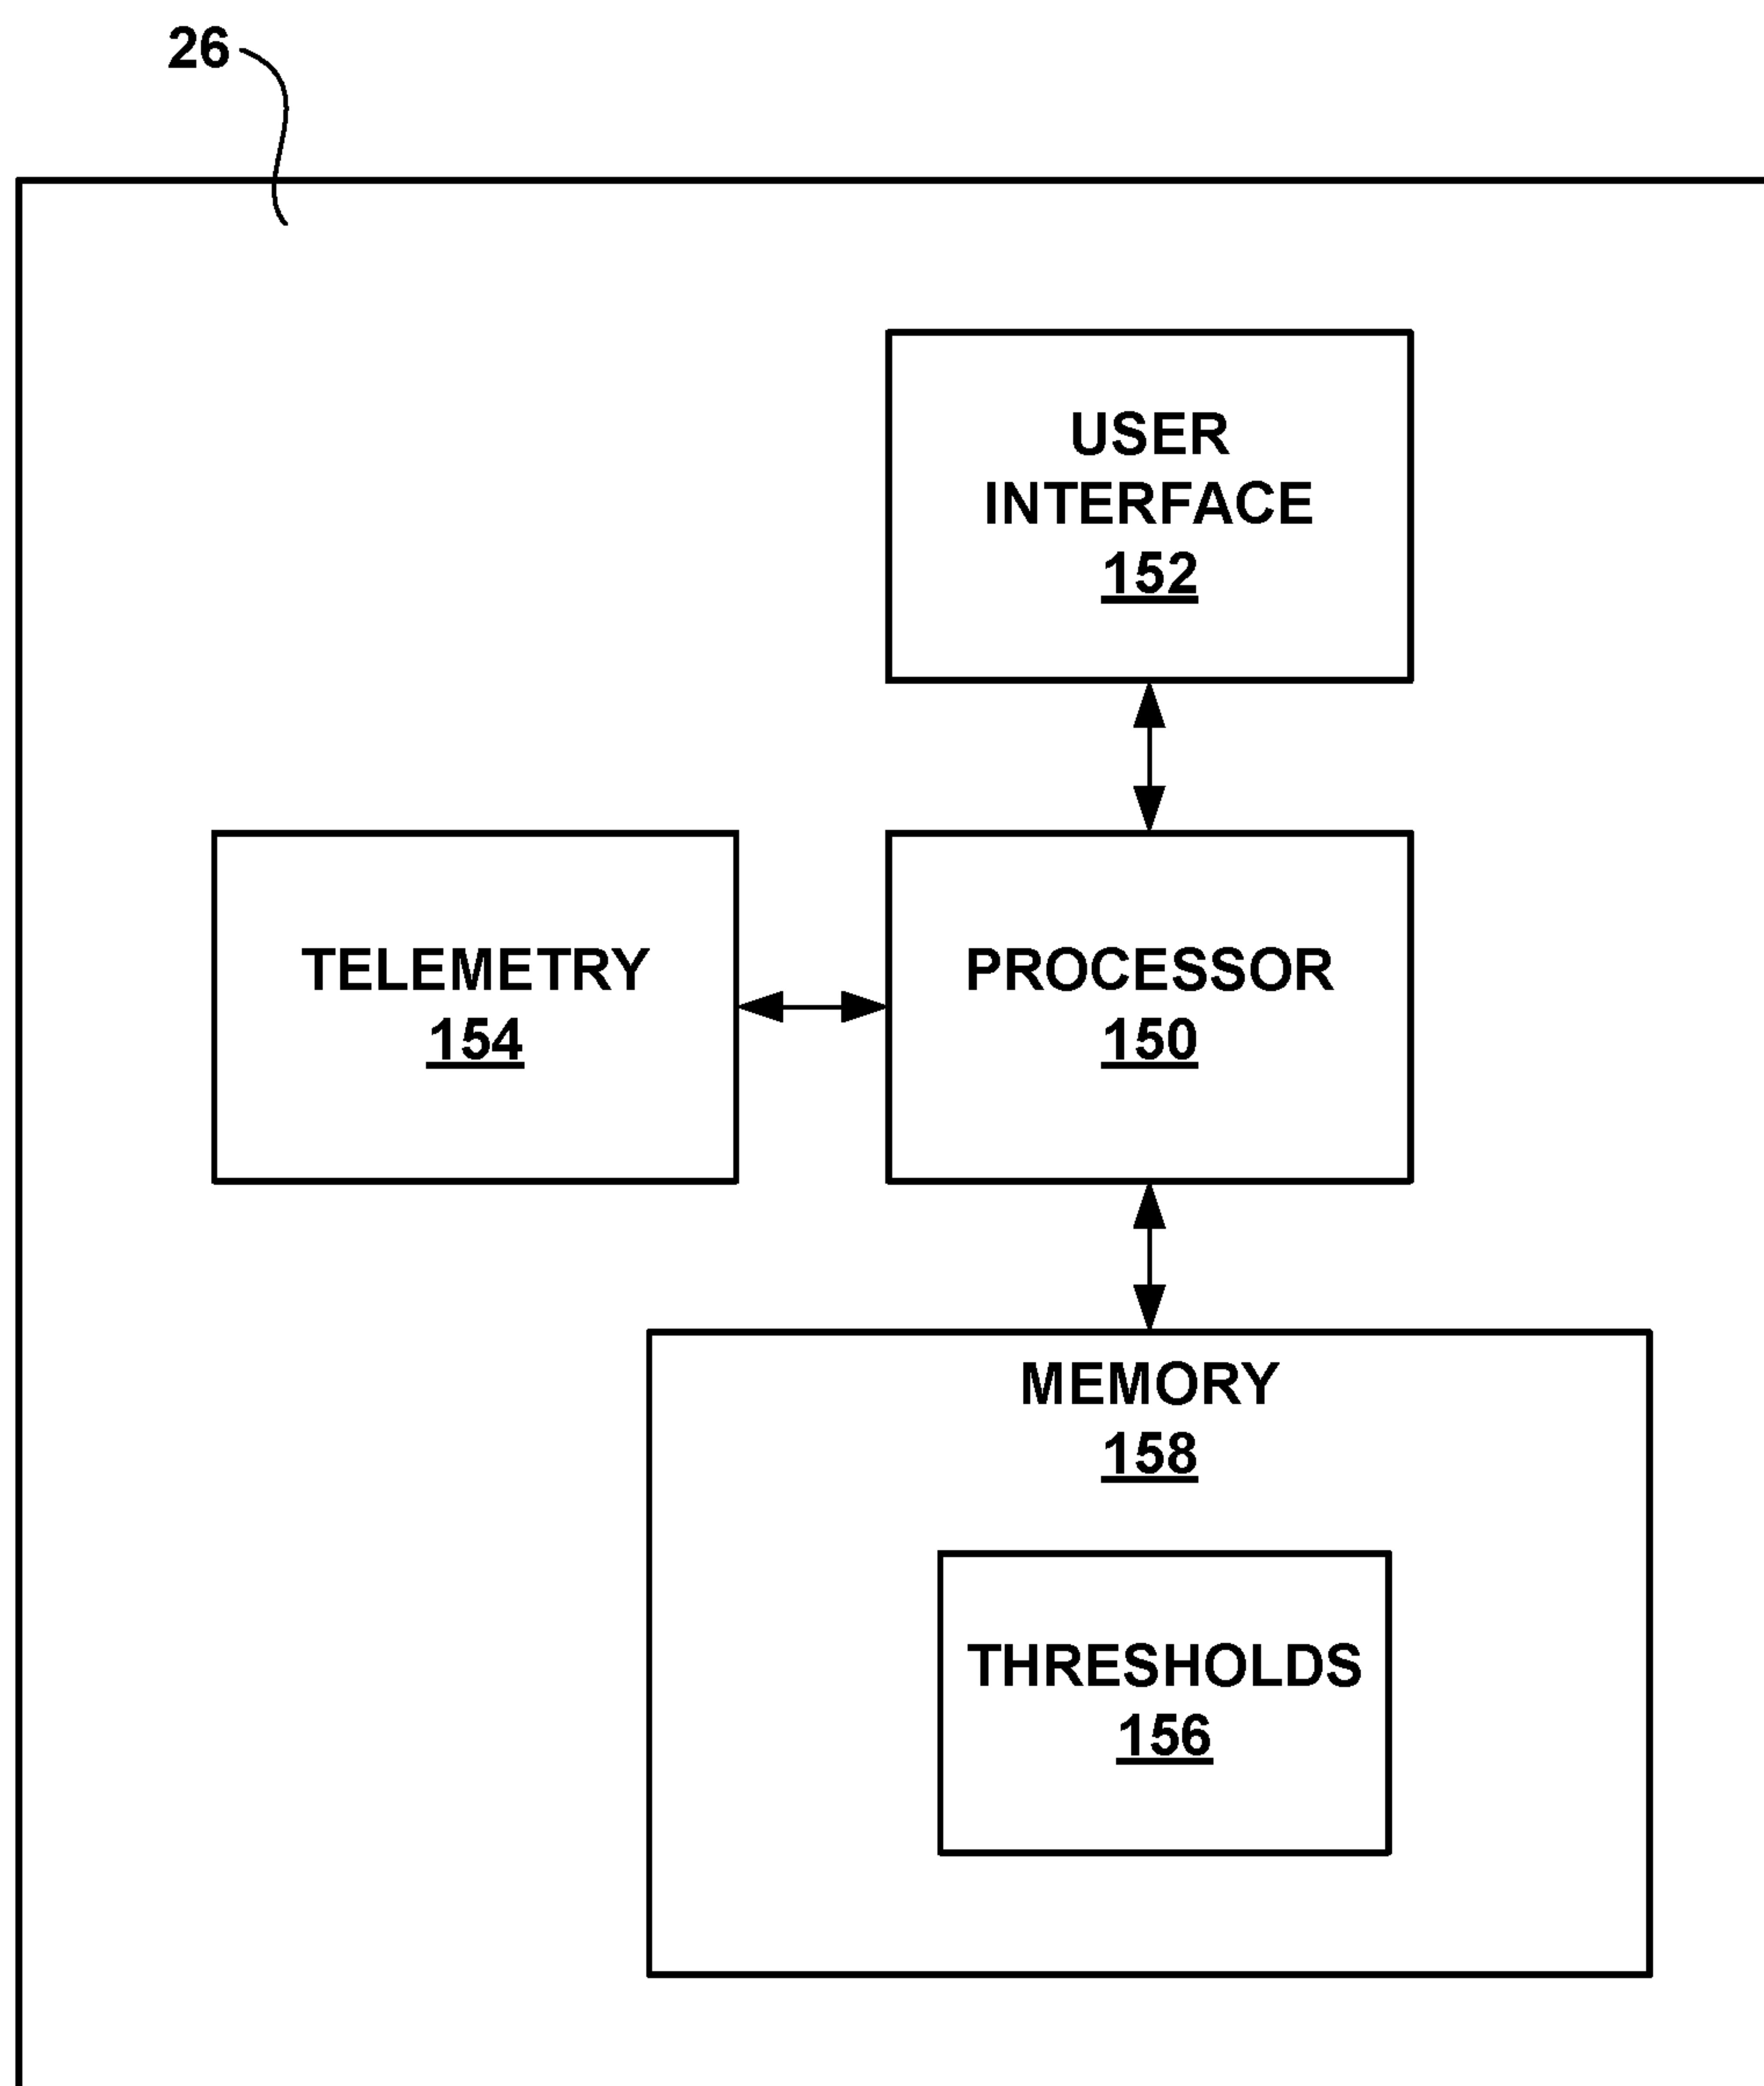 26
USER
INTERFACE
152
TELEMETRY
154
PROCESSOR
150
MEMORY
158
THRESHOLDS
156